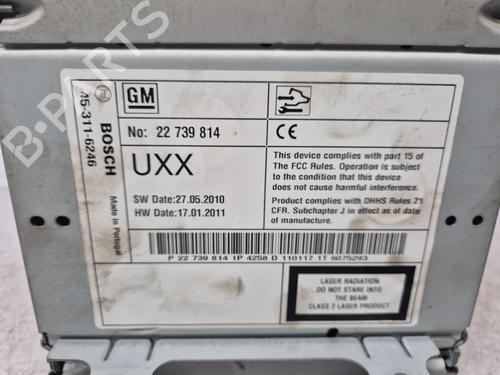 GM
No: 22 739 814
UXX
SW Date:27.05.2010
HW Date:17.01.2011
CE
This device complies with part 15 of
The FCC Rules. Operation is subject to
the condition that this device
does not cause harmful interference.
Product complies with DHHS Rules 21
CFR. Subchapter J in effect as of date
of manufacture.
P 22 739 814 1P 4258 0 110117 1T 6075293
LASER RADIATION.
DO NOT STARE INTO
THE BEAM
CLASS 2 LASER PRODUCT.
BOSCH
Made in Portugal
45-311-6246
B-PARTS